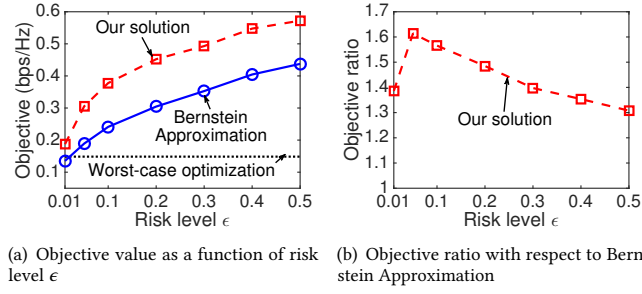 0.6
0.5
0.4
0.3
0.2
0.1
Objective (bps/Hz)
Our solution
Bernstein
Approximation
Worst-case optimization
0.01 0.1 0.2 0.3 0.4 0.5
Risk level ϵ
1.7
1.6
1.5
1.4
1.3
1.2
1.1
1
Objective ratio
Our solution
0.01 0.1 0.2 0.3 0.4 0.5
Risk level ϵ
(a) Objective value as a function of risk
level ϵ
(b) Objective ratio with respect to Bern
stein Approximation